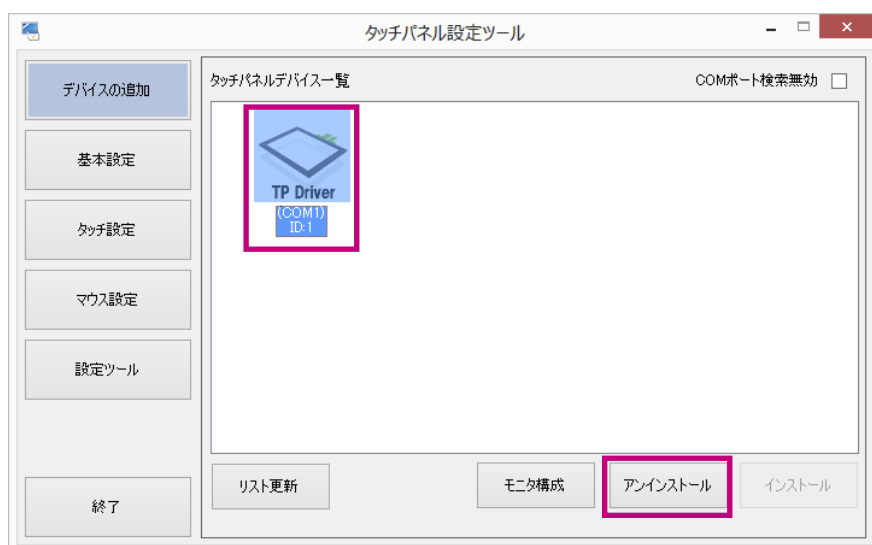 タッチパネル設定ツール
デバイスの追加
基本設定
タッチ設定
マウス設定
設定ツール
終了
タッチパネルデバイス一覧
COMポート検索無効
TP Driver
(COM1)
ID:1
リスト更新
モニタ構成
アンインストール
インストール